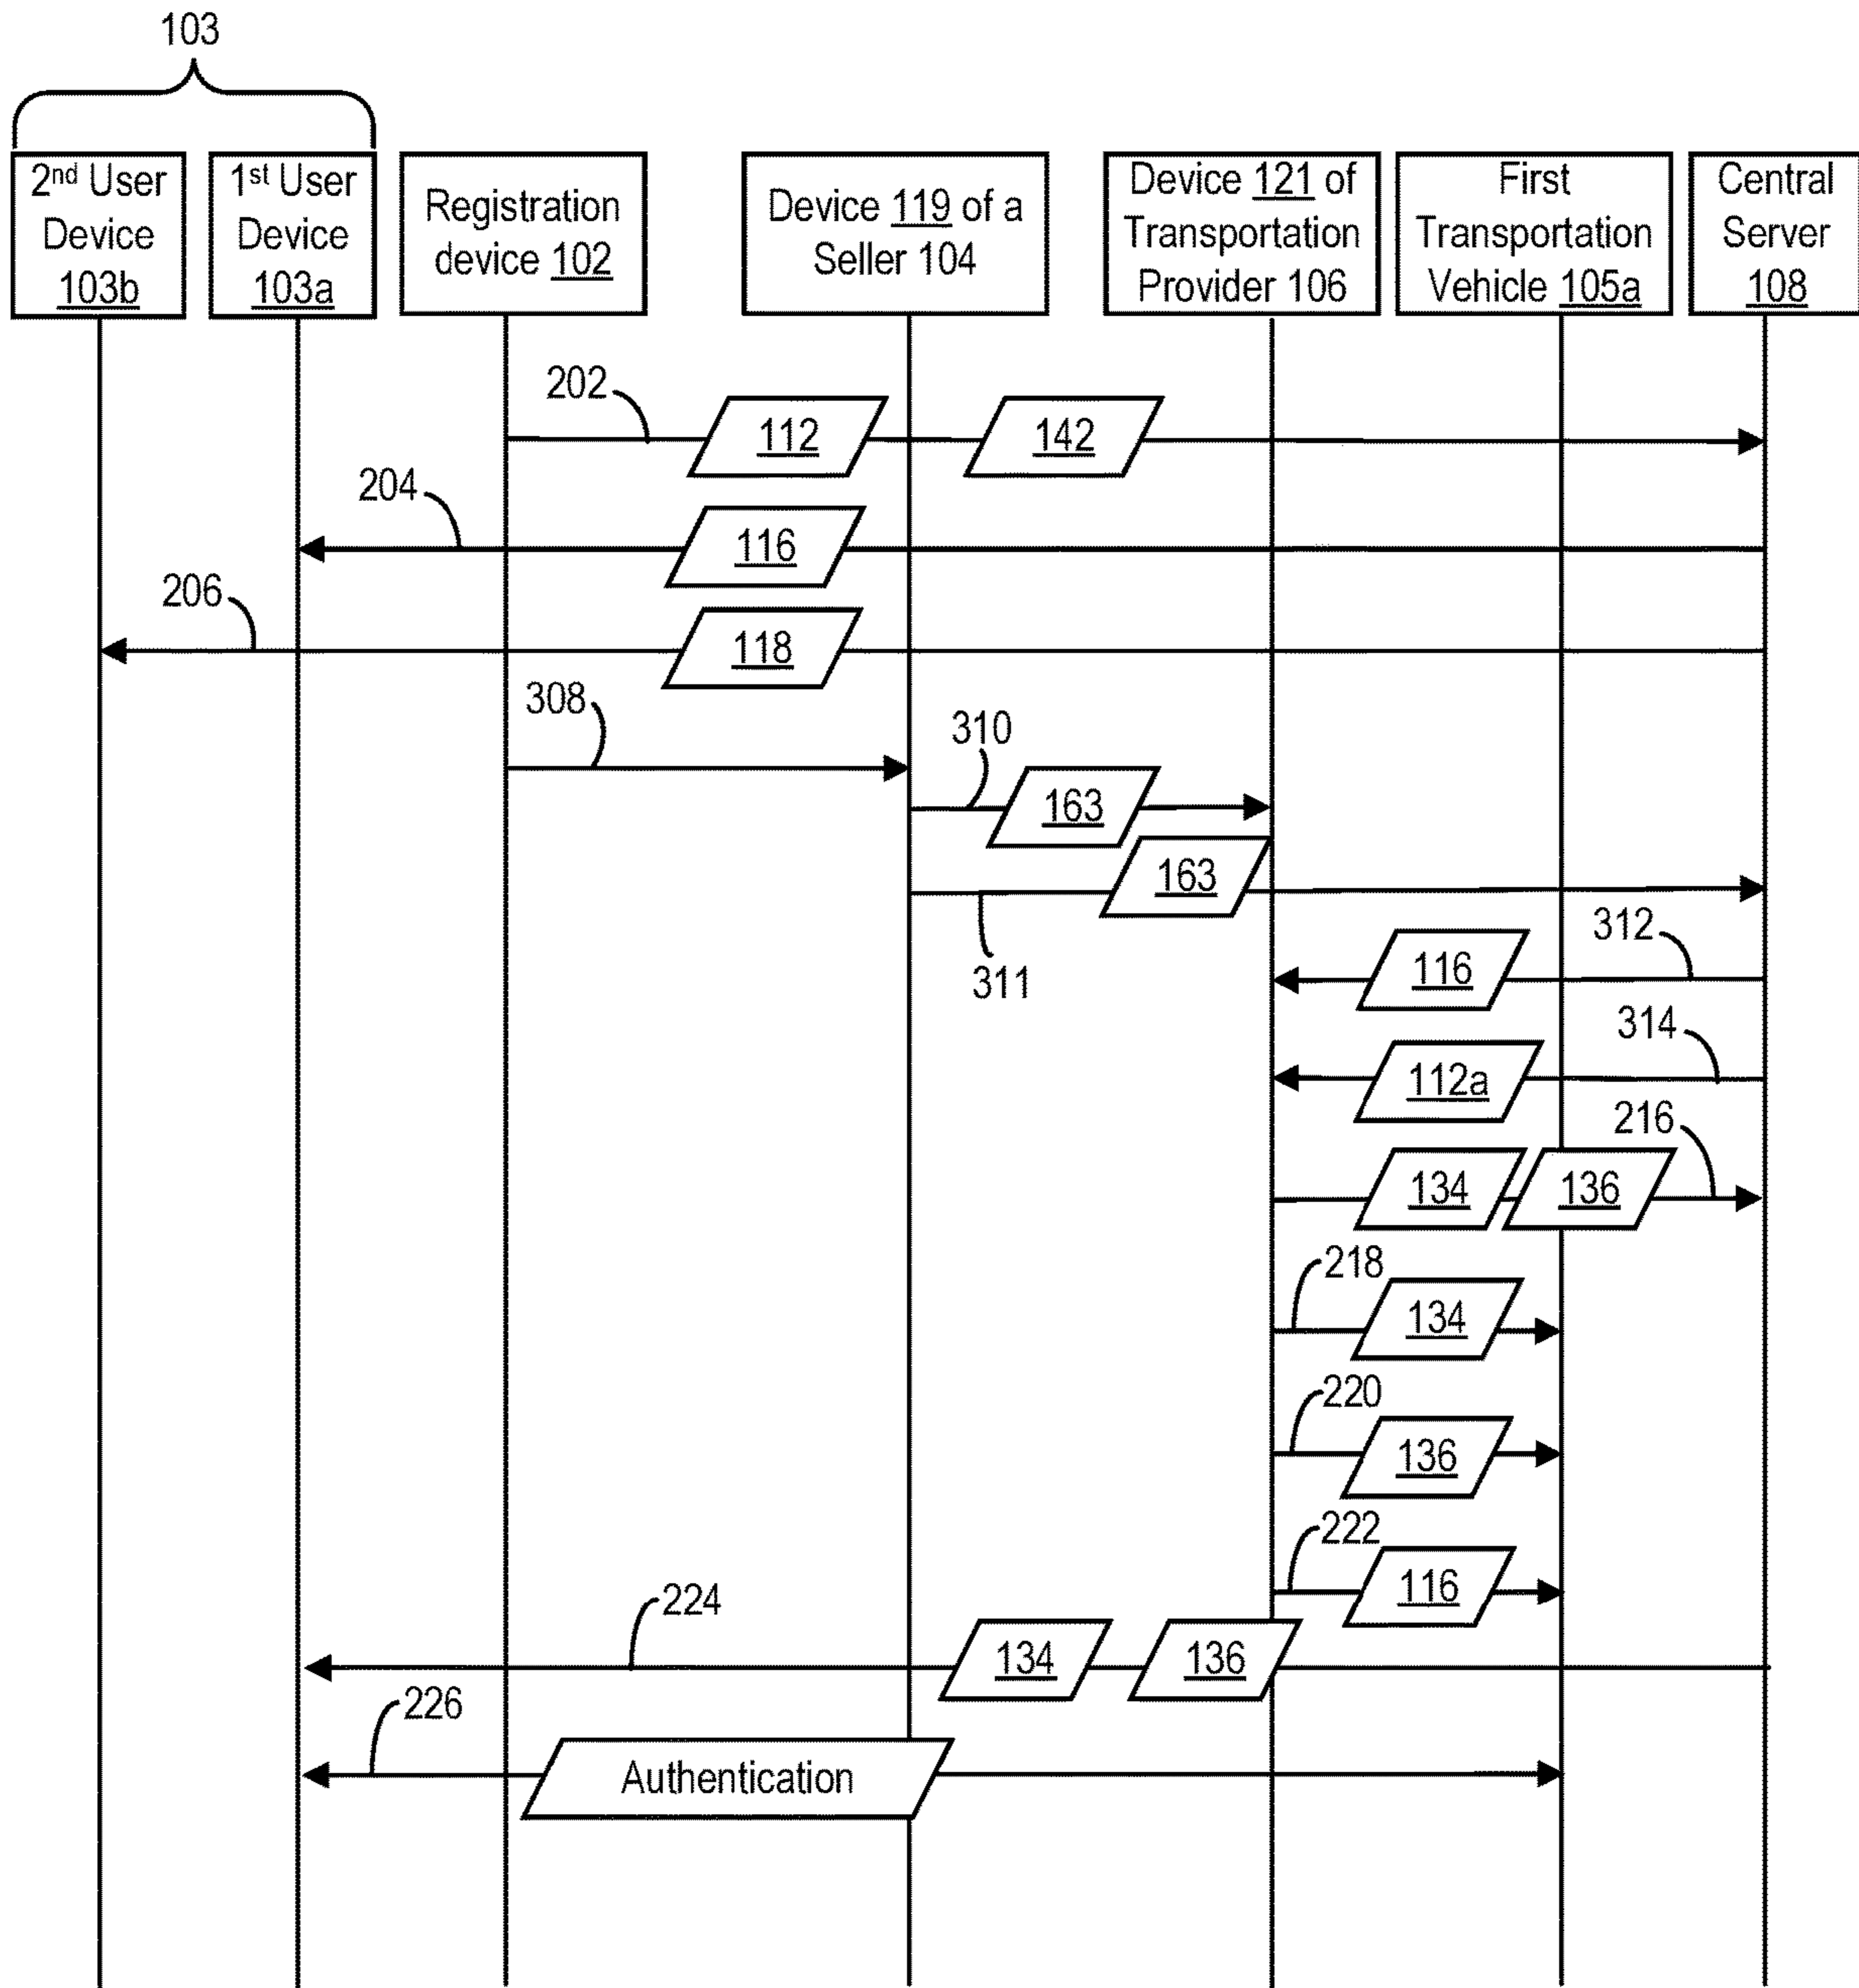 103
2nd User
Device
103b
1st User
Device
103a
Registration
device 102
Device 119 of a
Seller 104
Device 121 of
Transportation
Provider 106
First
Transportation
Vehicle 105a
Central
Server
108
202
112
142
204
116
206
118
308
310
163
163
311
312
116
314
112a
216
134
136
218
134
220
136
222
116
224
134
136
226
Authentication